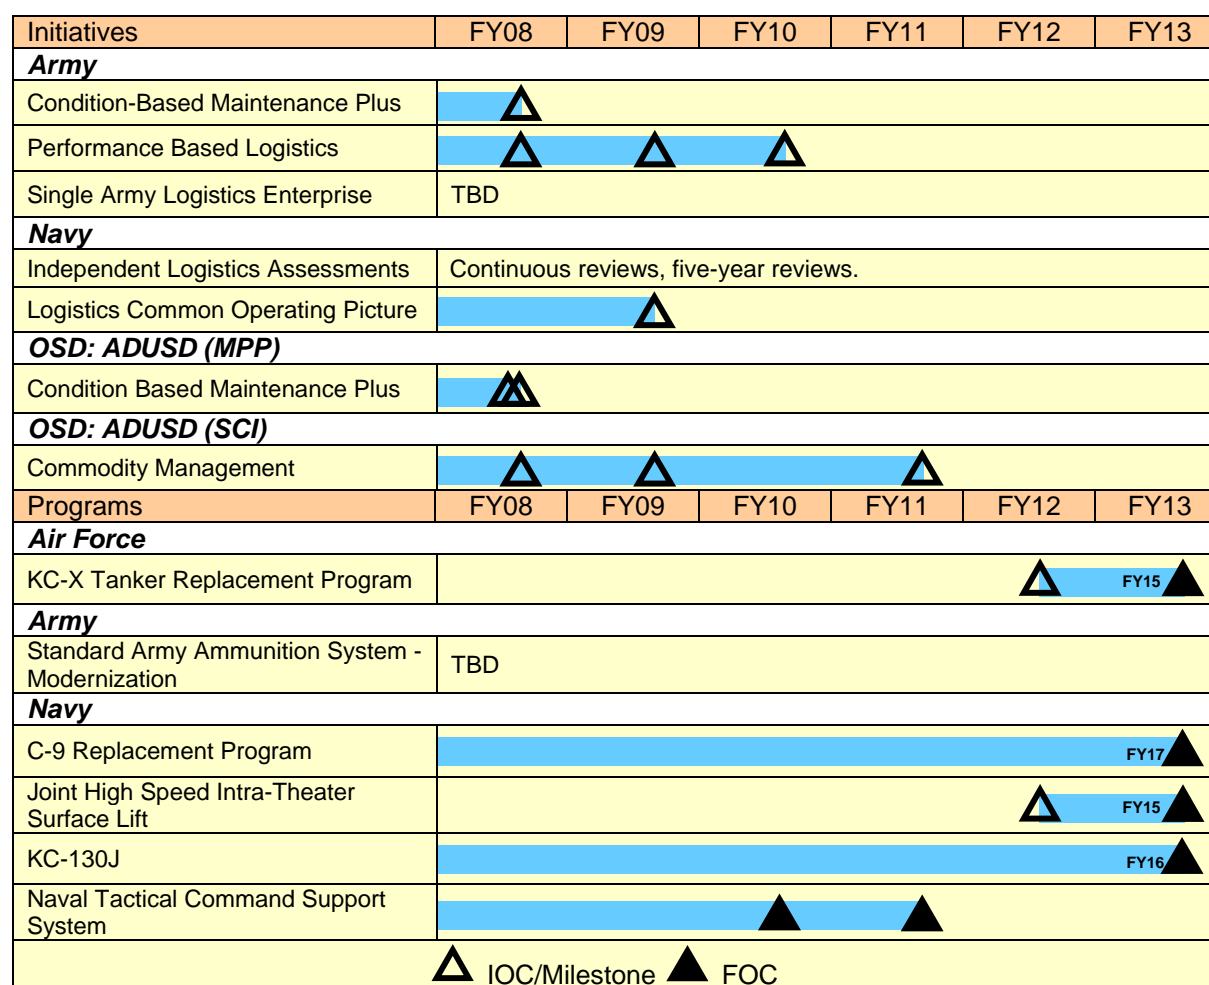 Initiatives FY08 FY09 FY10 FY11 FY12 FY13
Army
Condition-Based Maintenance Plus
Performance Based Logistics
Single Army Logistics Enterprise TBD
Navy
Independent Logistics Assessments Continuous reviews, five-year reviews.
Logistics Common Operating Picture
OSD: ADUSD (MPP)
Condition Based Maintenance Plus
OSD: ADUSD (SCI)
Commodity Management
Programs FY08 FY09 FY10 FY11 FY12 FY13
Air Force
KC-X Tanker Replacement Program FY15
Army
Standard Army Ammunition System -
Modernization TBD
Navy
C-9 Replacement Program FY17
Joint High Speed Intra-Theater
Surface Lift FY15
KC-130J FY16
Naval Tactical Command Support
System
IOC/Milestone FOC